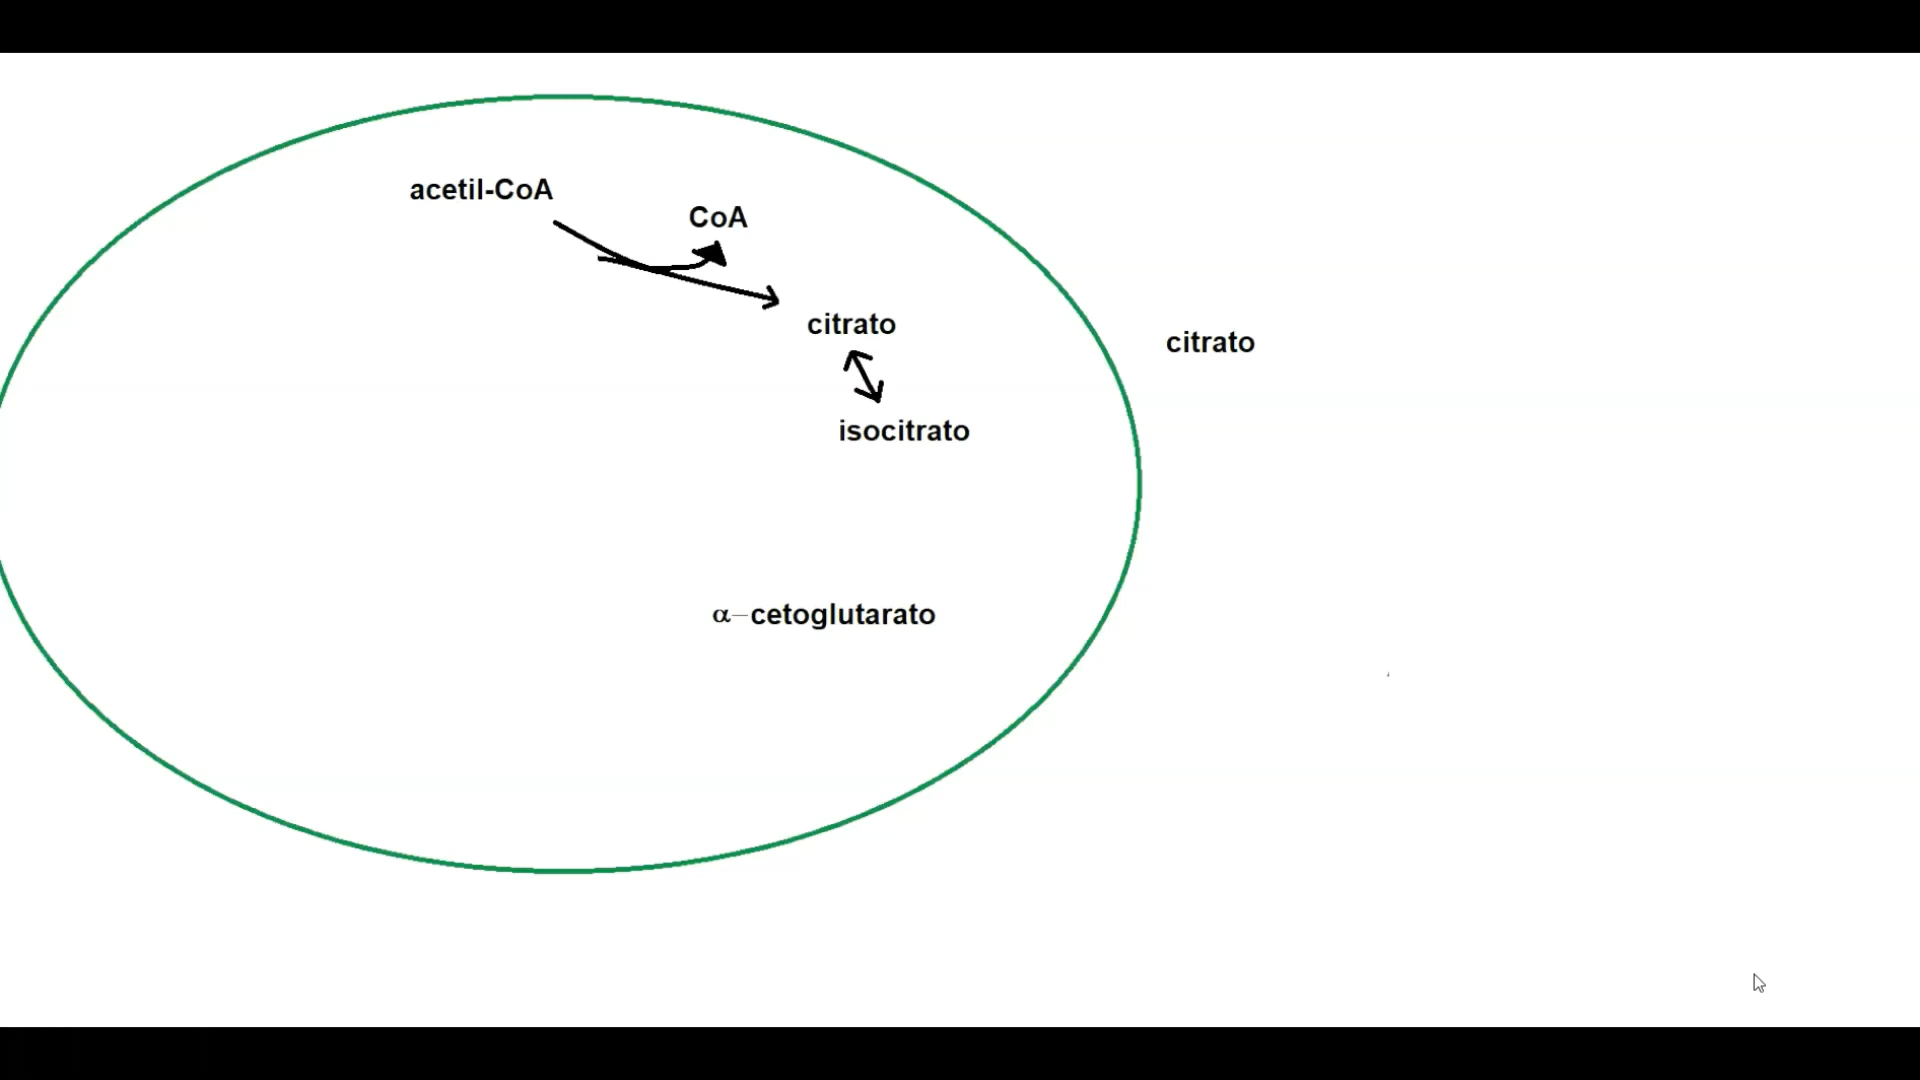 acetil-CoA
CoA
citrato
citrato
isocitrato
α–cetoglutarato